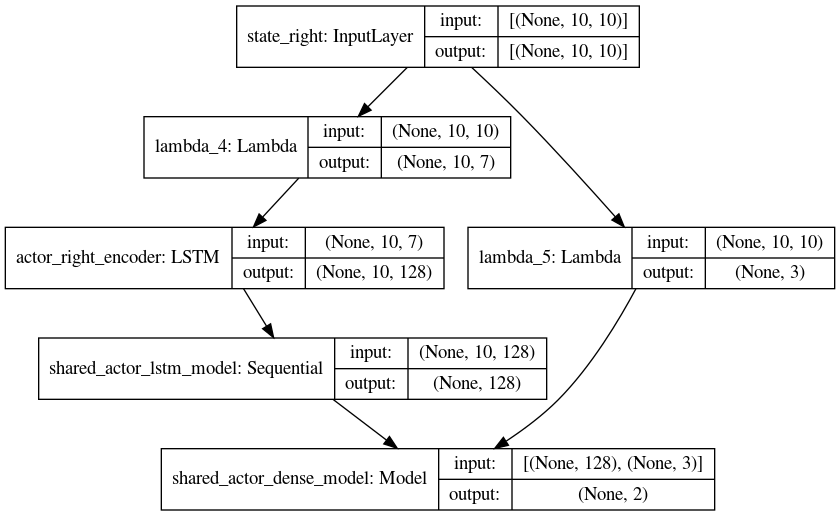 state_right: InputLayer
input: [(None, 10, 10)]
output: [(None, 10, 10)]
lambda_4: Lambda
input: (None, 10, 10)
output: (None, 10, 7)
actor_right_encoder: LSTM
input: (None, 10, 7)
output: (None, 10, 128)
lambda_5: Lambda
input: (None, 10, 10)
output: (None, 3)
shared_actor_lstm_model: Sequential
input: (None, 10, 128)
output: (None, 128)
shared_actor_dense_model: Model
input: [(None, 128), (None, 3)]
output: (None, 2)